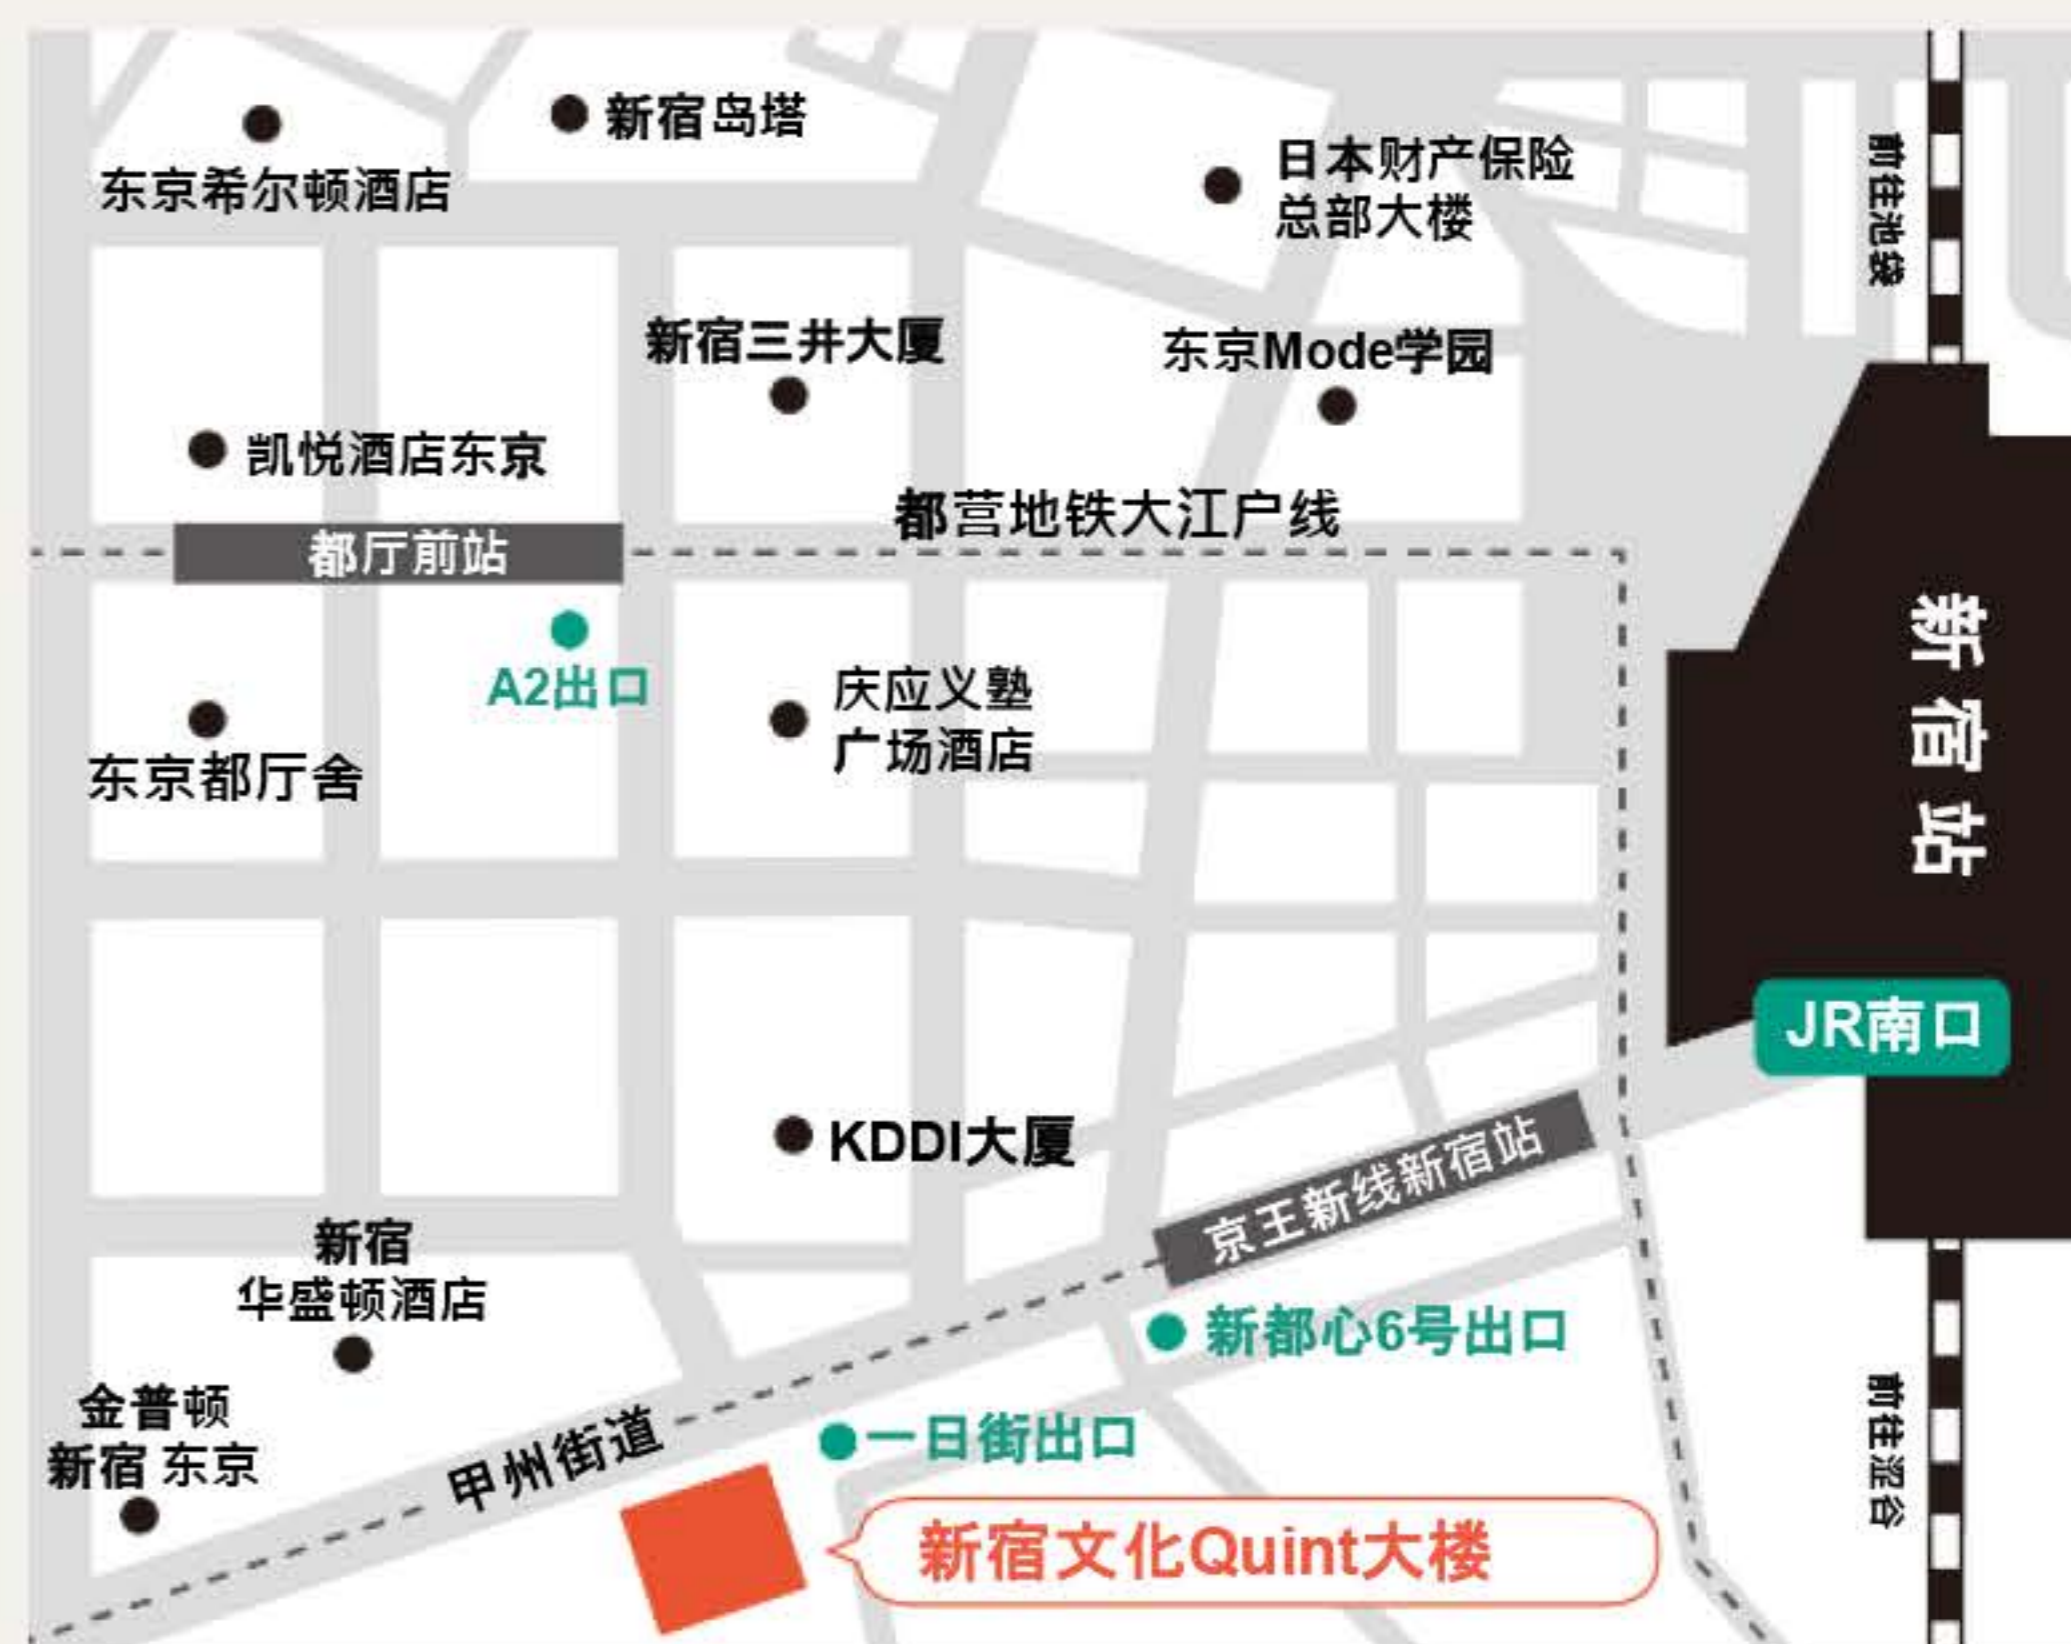 新宿岛塔
东京希尔顿酒店
日本财产保险
总部大楼
前往池袋
新宿三井大厦
东京Mode学园
凯悦酒店东京
都营地铁大江户线
都厅前站
A2出口
新宿站
庆应义塾
广场酒店
东京都厅舍
JR南口
KDDI大厦
京王新线新宿站
新宿
华盛顿酒店
新都心6号出口
金普顿
新宿 东京
甲州街道
一日街出口
前往涩谷
新宿文化Quint大楼